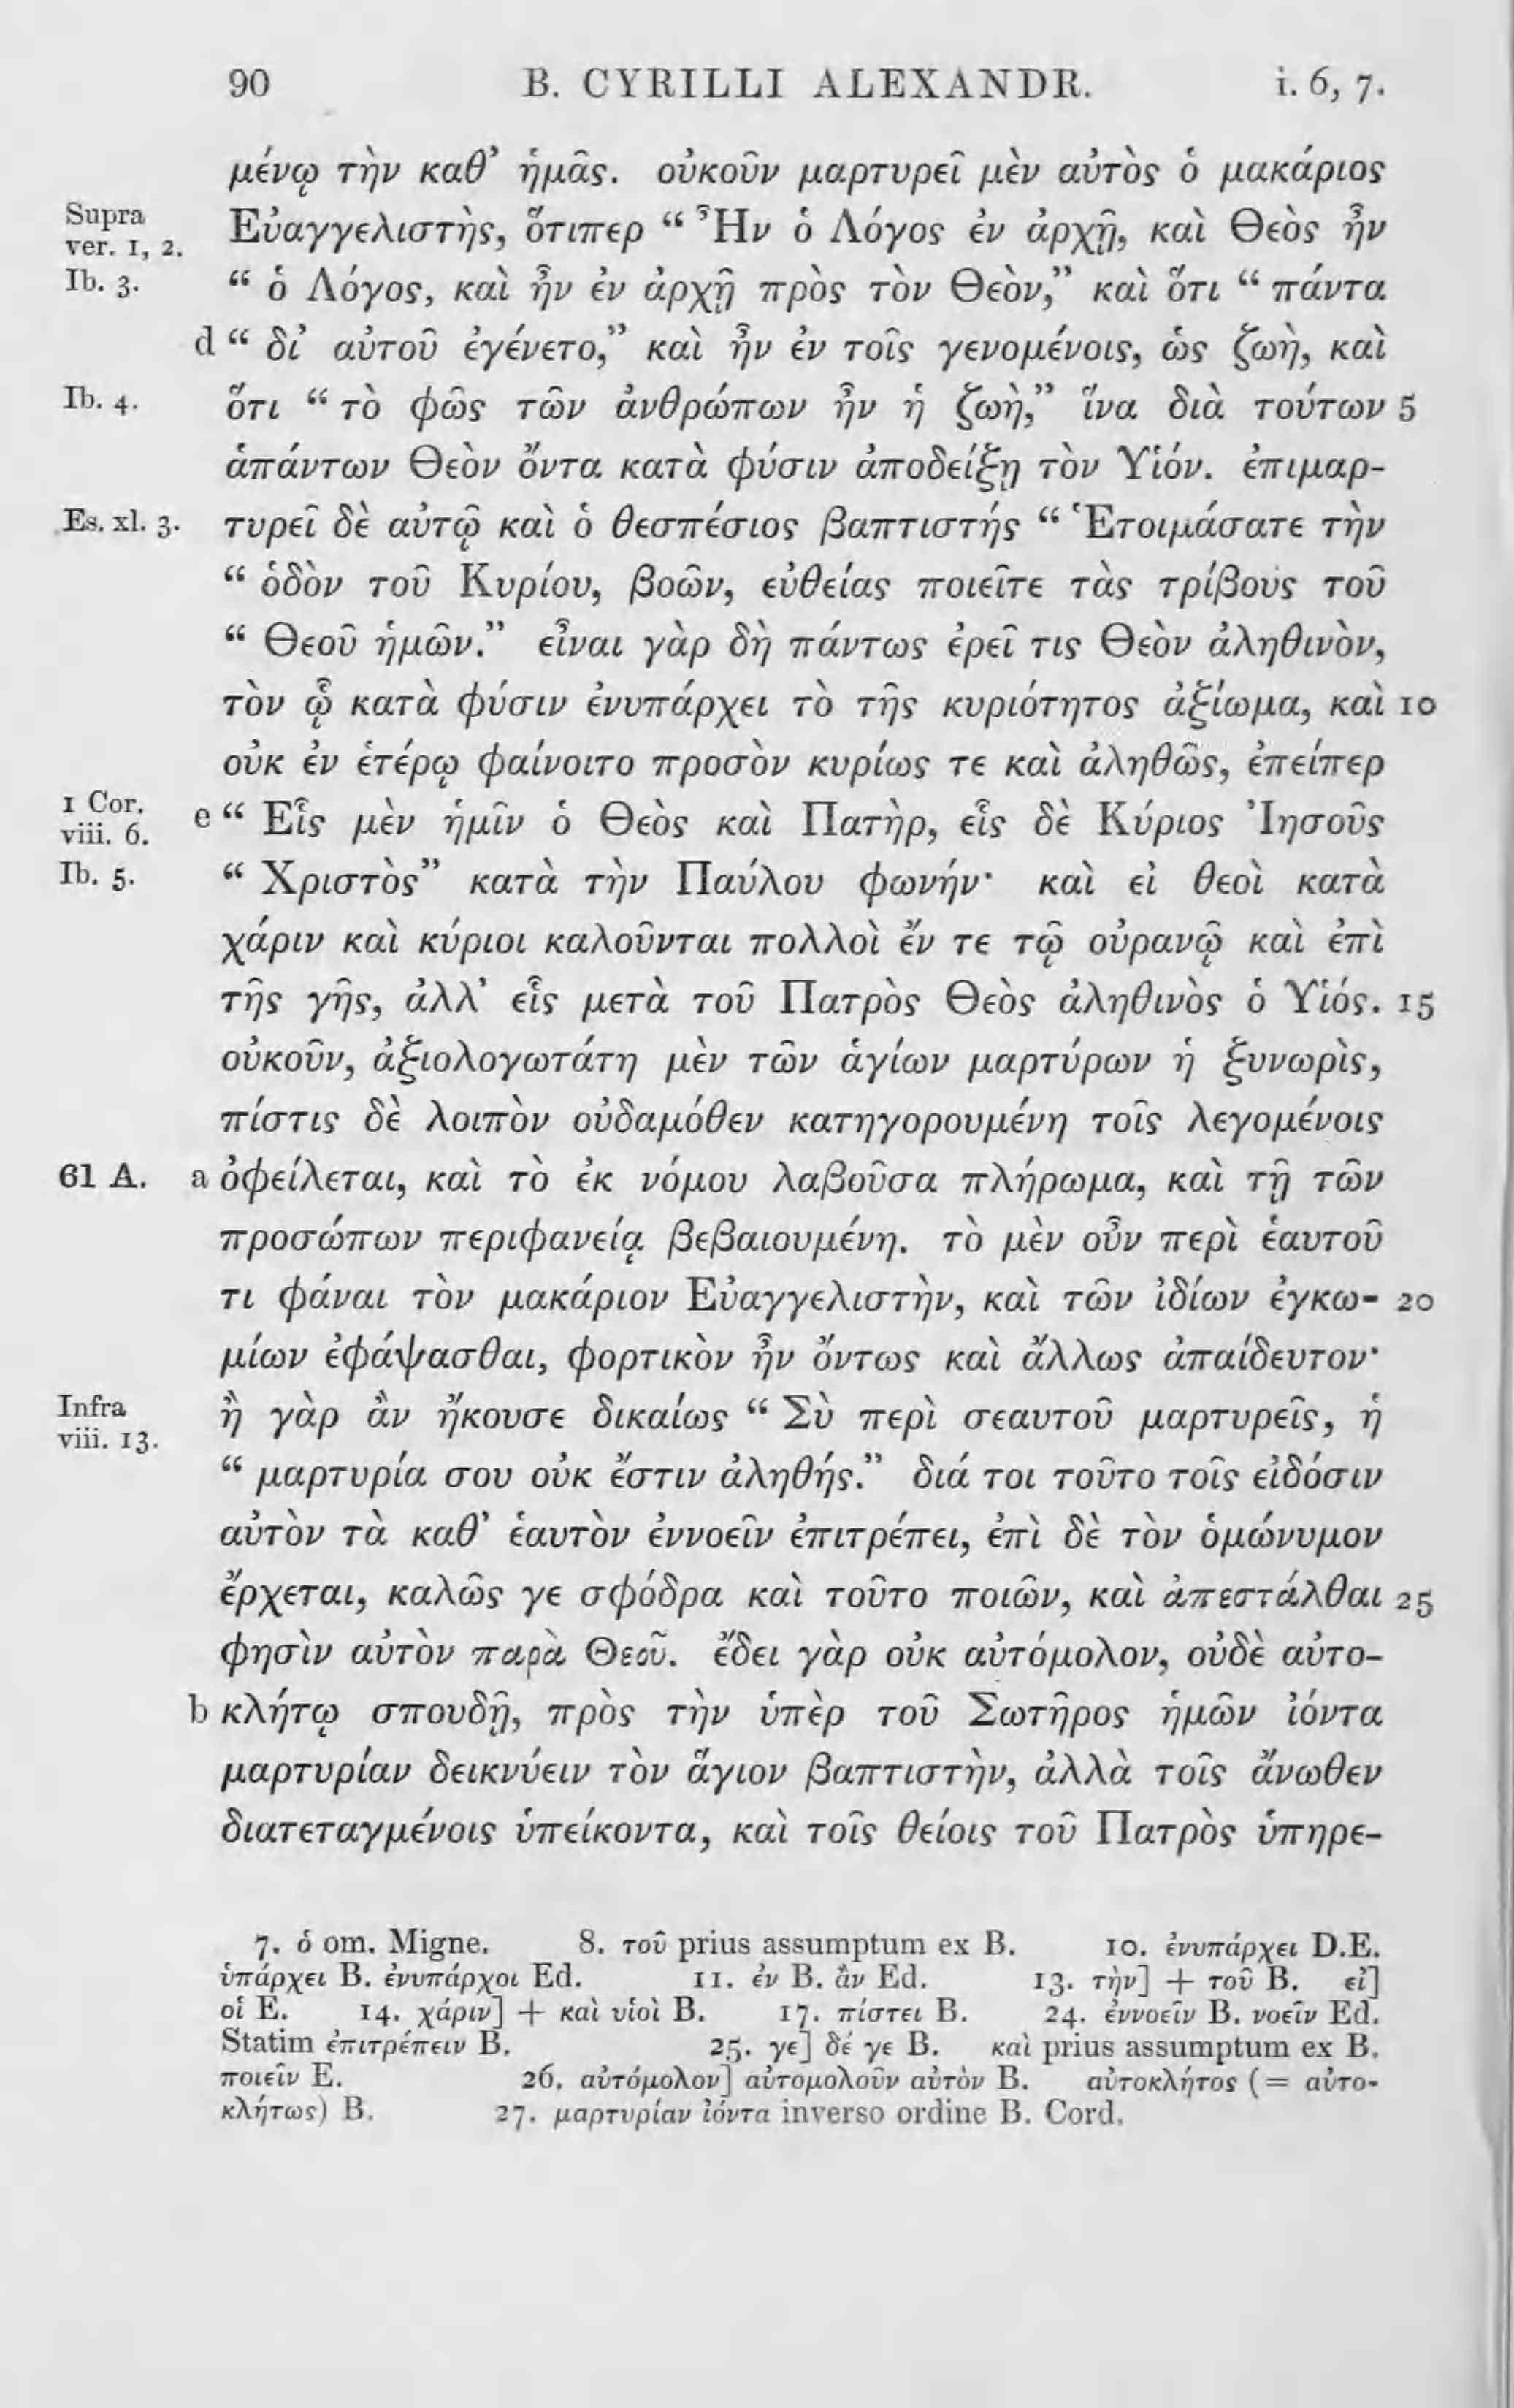 90 B. CYRILLI ALEXANDR. i. 6, 7.
μένῳ τὴν καθ’ ἡμᾶς. οὐκοῦν μαρτυρεῖ μὲν αὐτὸς ὁ μακάριος
Supra
ver. 1, 2.
Εὐαγγελιστὴς, ὅτιπερ “ Ἦν ὁ Λόγος ἐν ἀρχῇ, καὶ Θεὸς ἦν
Ib. 3. “ ὁ Λόγος, καὶ ἦν ἐν ἀρχῇ πρὸς τὸν Θεὸν,” καὶ ὅτι “ πάντα
d “ δι’ αὐτοῦ ἐγένετο,” καὶ ἦν ἐν τοῖς γενομένοις, ὡς ζωὴ, καὶ
Ib. 4. ὅτι “ τὸ φῶς τῶν ἀνθρώπων ἦν ἡ ζωὴ,” ἵνα διὰ τούτων 5
ἁπάντων Θεὸν ὄντα κατὰ φύσιν ἀποδείξῃ τὸν Υἱόν. ἐπιμαρ-
Es. xl. 3. τυρεῖ δὲ αὐτῷ καὶ ὁ θεσπέσιος βαπτιστής “ Ἑτοιμάσατε τὴν
“ ὁδὸν τοῦ Κυρίου, βοῶν, εὐθείας ποιεῖτε τὰς τρίβους τοῦ
“ Θεοῦ ἡμῶν.” εἶναι γὰρ δὴ πάντως ἐρεῖ τις Θεὸν ἀληθινὸν,
τὸν ᾧ κατὰ φύσιν ἐνυπάρχει τὸ τῆς κυριότητος ἀξίωμα, καὶ 10
οὐκ ἐν ἑτέρῳ φαίνοιτο προσὸν κυρίως τε καὶ ἀληθῶς, ἐπείπερ
1 Cor.
viii. 6.
e “ Εἷς μὲν ἡμῖν ὁ Θεὸς καὶ Πατὴρ, εἷς δὲ Κύριος Ἰησοῦς
Ib. 5. “ Χριστὸς” κατὰ τὴν Παύλου φωνήν· καὶ εἰ θεοὶ κατὰ
χάριν καὶ κύριοι καλοῦνται πολλοὶ ἔν τε τῷ οὐρανῷ καὶ ἐπὶ
τῆς γῆς, ἀλλ’ εἷς μετὰ τοῦ Πατρὸς Θεὸς ἀληθινὸς ὁ Υἱός. 15
οὐκοῦν, ἀξιολογωτάτη μὲν τῶν ἁγίων μαρτύρων ἡ ξυνωρὶς,
πίστις δὲ λοιπὸν οὐδαμόθεν κατηγορουμένη τοῖς λεγομένοις
61 A. a ὀφείλεται, καὶ τὸ ἐκ νόμου λαβοῦσα πλήρωμα, καὶ τῇ τῶν
προσώπων περιφανείᾳ βεβαιουμένη. τὸ μὲν οὖν περὶ ἑαυτοῦ
τι φάναι τὸν μακάριον Εὐαγγελιστὴν, καὶ τῶν ἰδίων ἐγκω- 20
μίων ἐφάψασθαι, φορτικὸν ἦν ὄντως καὶ ἄλλως ἀπαίδευτον·
Infra
viii. 13.
ἢ γὰρ ἂν ἤκουσε δικαίως “ Σὺ περὶ σεαυτοῦ μαρτυρεῖς, ἡ
“ μαρτυρία σου οὐκ ἔστιν ἀληθής.” διά τοι τοῦτο τοῖς εἰδόσιν
αὐτὸν τὰ καθ’ ἑαυτὸν ἐννοεῖν ἐπιτρέπει, ἐπὶ δὲ τὸν ὁμώνυμον
ἔρχεται, καλῶς γε σφόδρα καὶ τοῦτο ποιῶν, καὶ ἀπεστάλθαι 25
φησὶν αὐτὸν παρὰ Θεοῦ. ἔδει γὰρ οὐκ αὐτόμολον, οὐδὲ αὐτο-
b κλήτῳ σπουδῇ, πρὸς τὴν ὑπὲρ τοῦ Σωτῆρος ἡμῶν ἰόντα
μαρτυρίαν δεικνύειν τὸν ἅγιον βαπτιστὴν, ἀλλὰ τοῖς ἄνωθεν
διατεταγμένοις ὑπείκοντα, καὶ τοῖς θείοις τοῦ Πατρὸς ὑπηρε-
7. ὁ om. Migne. 8. τοῦ prius assumptum ex B. 10. ἐνυπάρχει D.E.
ὑπάρχει B. ἐνυπάρχοι Ed. 11. ἐν B. ἂν Ed. 13. τὴν] + τοῦ B. εἰ]
οἱ E. 14. χάριν] + καὶ υἱοὶ B. 17. πίστει B. 24. ἐννοεῖν B. νοεῖν Ed.
Statim ἐπιτρέπειν B. 25. γε] δέ γε B. καὶ prius assumptum ex B.
ποιεῖν E. 26. αὐτόμολον] αὐτομολοῦν αὐτὸν B. αὐτοκλήτος (= αὐτο-
κλήτως) B. 27. μαρτυρίαν ἰόντα inverso ordine B. Cord.